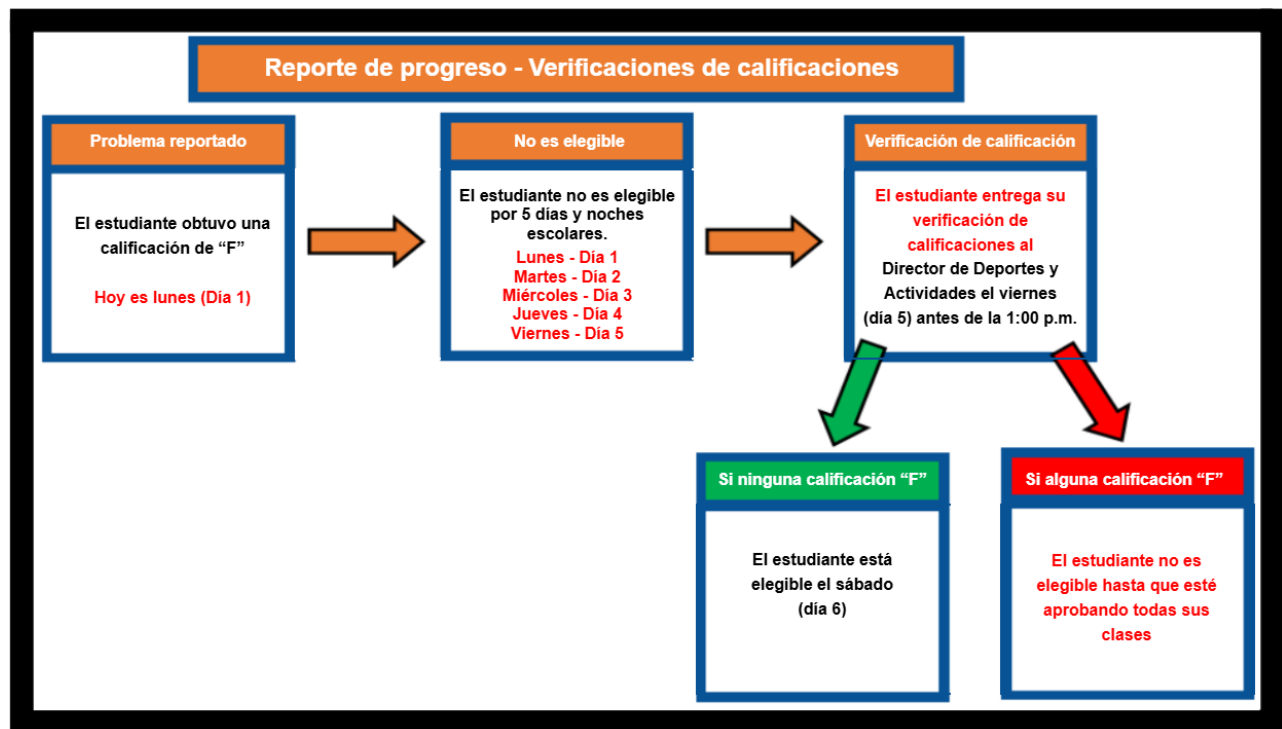 Reporte de progreso - Verificaciones de calificaciones
Problema reportado
El estudiante obtuvo una
calificación de “F”
Hoy es lunes (Día 1)
No es elegible
El estudiante no es elegible
por 5 días y noches
escolares.
Lunes - Día 1
Martes - Día 2
Miércoles - Día 3
Jueves - Día 4
Viernes - Día 5
Verificación de calificación
El estudiante entrega su
verificación de
calificaciones al
Director de Deportes y
Actividades el viernes
(día 5) antes de la 1:00 p.m.
Si ninguna calificación “F”
El estudiante está
elegible el sábado
(día 6)
Si alguna calificación “F”
El estudiante no es
elegible hasta que esté
aprobando todas sus
clases